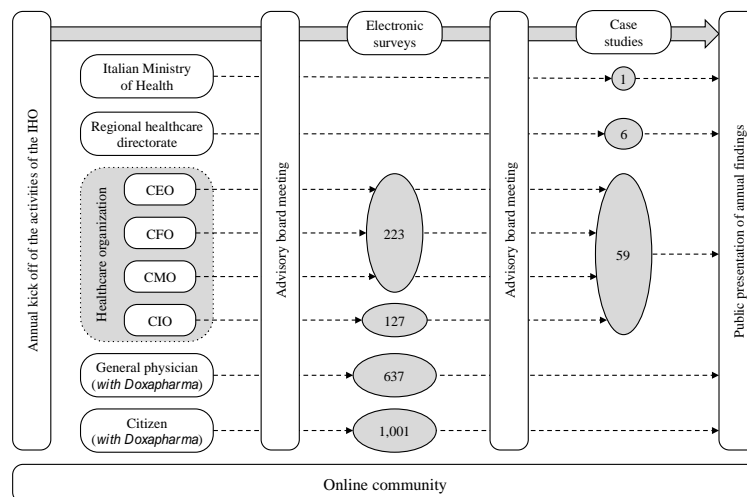 Annual kick off of the activities of the IHO
Electronic
surveys
Case
studies
Advisory board meeting
Advisory board meeting
Public presentation of annual findings
Italian Ministry
of Health
1
Regional healthcare
directorate
6
Healthcare organization
CEO
CFO
CMO
CIO
223
59
127
General physician
(with Doxapharma)
637
Citizen
(with Doxapharma)
1,001
Online community